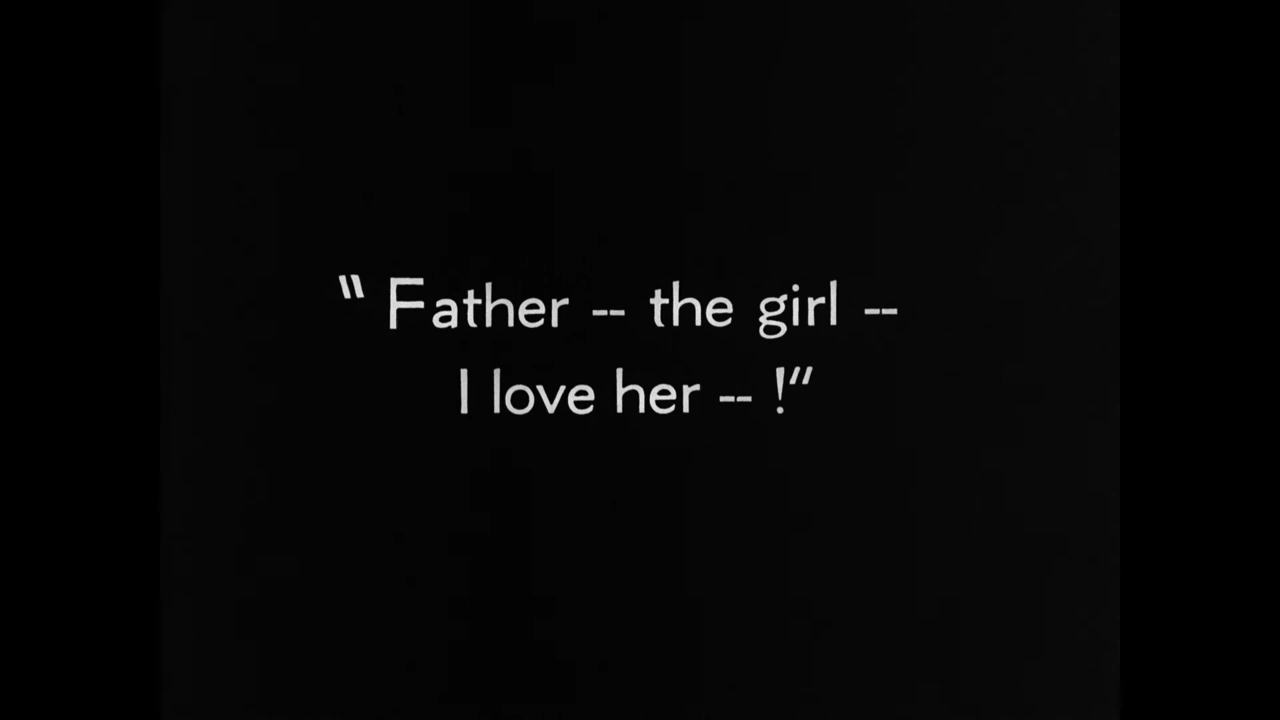 “ Father -- the girl --
I love her -- !”